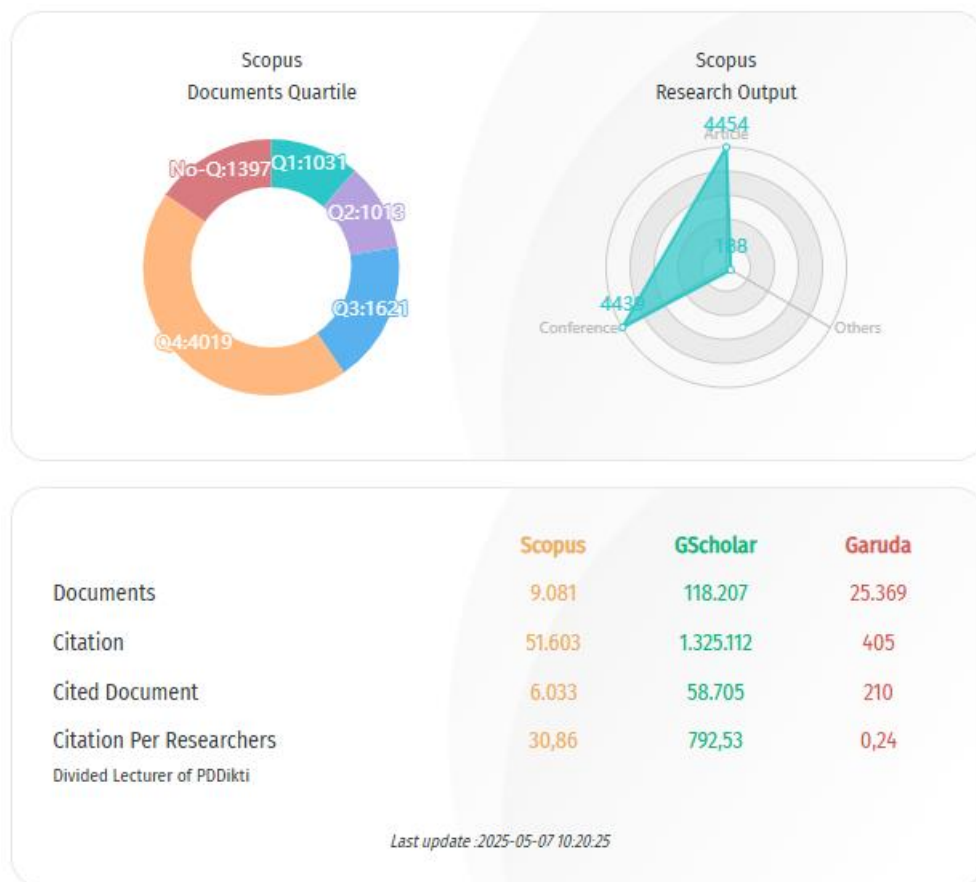 Scopus
Documents Quartile
No-Q:1397
Q1:1031
Q2:1013
Q3:1621
Q4:4019
Scopus
Research Output
4454
Article
188
4439
Conference
Others
Scopus GScholar Garuda
Documents 9.081 118.207 25.369
Citation 51.603 1.325.112 405
Cited Document 6.033 58.705 210
Citation Per Researchers 30,86 792,53 0,24
Divided Lecturer of PDDikti
Last update :2025-05-07 10:20:25